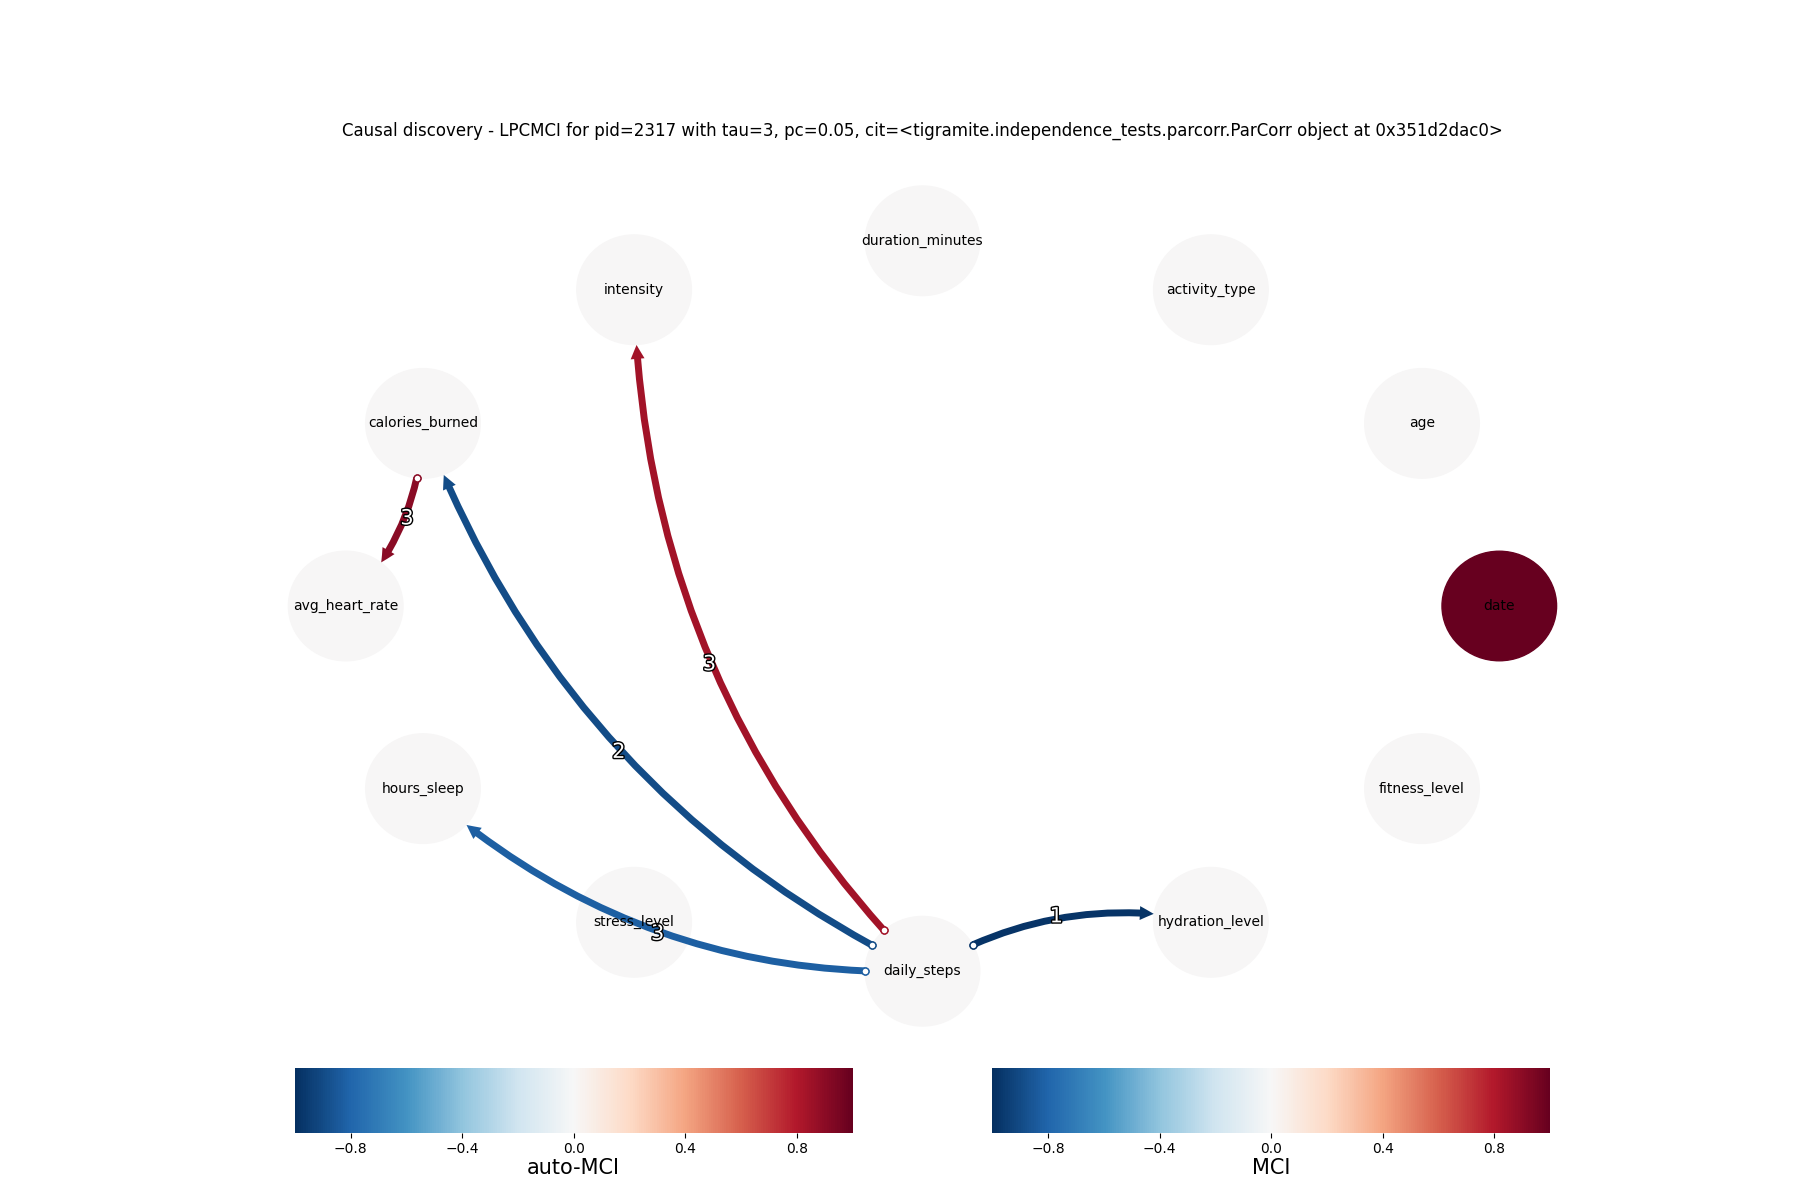 Causal discovery - LPCMCI for pid=2317 with tau=3, pc=0.05, cit=<tigramite.independence_tests.parcorr.ParCorr object at 0x351d2dac0>
duration_minutes
intensity
activity_type
calories_burned
age
3
avg_heart_rate
date
3
2
hours_sleep
fitness_level
stress_level
3
1
hydration_level
daily_steps
−0.8 −0.4 0.0 0.4 0.8
auto-MCI
−0.8 −0.4 0.0 0.4 0.8
MCI